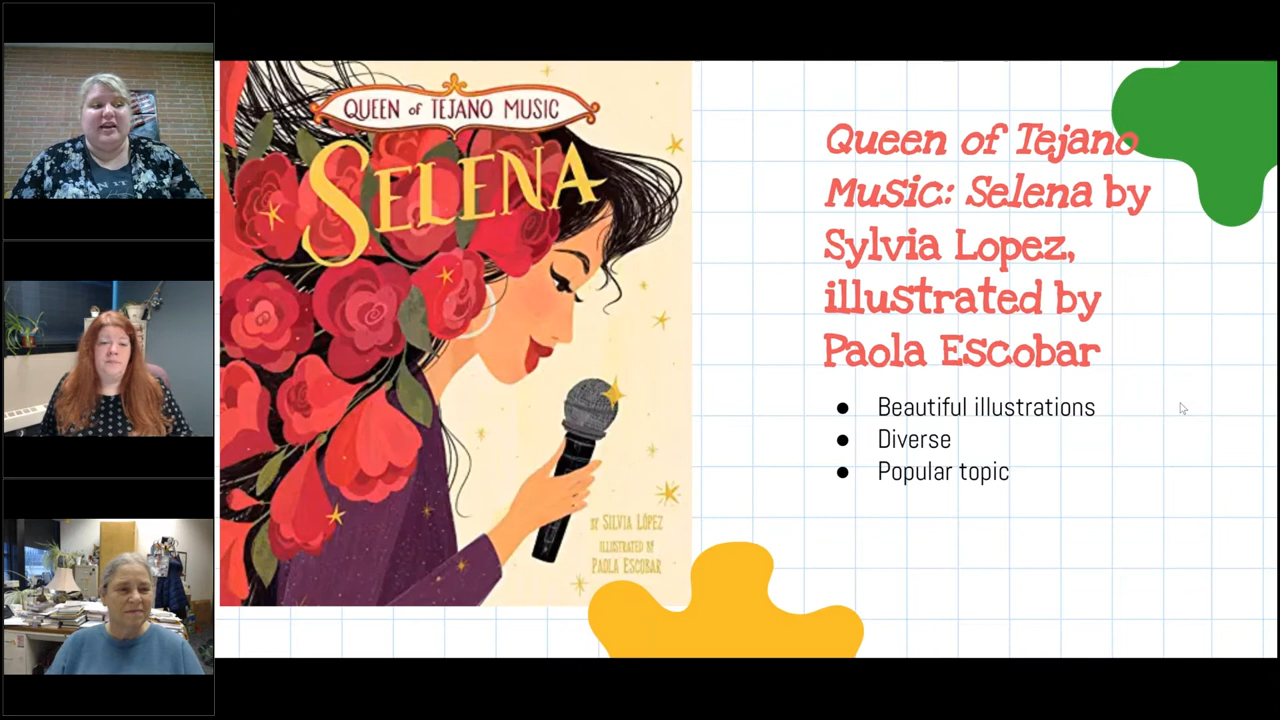 QUEEN of TEJANO MUSIC
SELENA
BY SILVIA LÓPEZ
ILLUSTRATED BY
PAOLA ESCOBAR
Queen of Tejano
Music: Selena by
Sylvia Lopez,
illustrated by
Paola Escobar
● Beautiful illustrations
● Diverse
● Popular topic